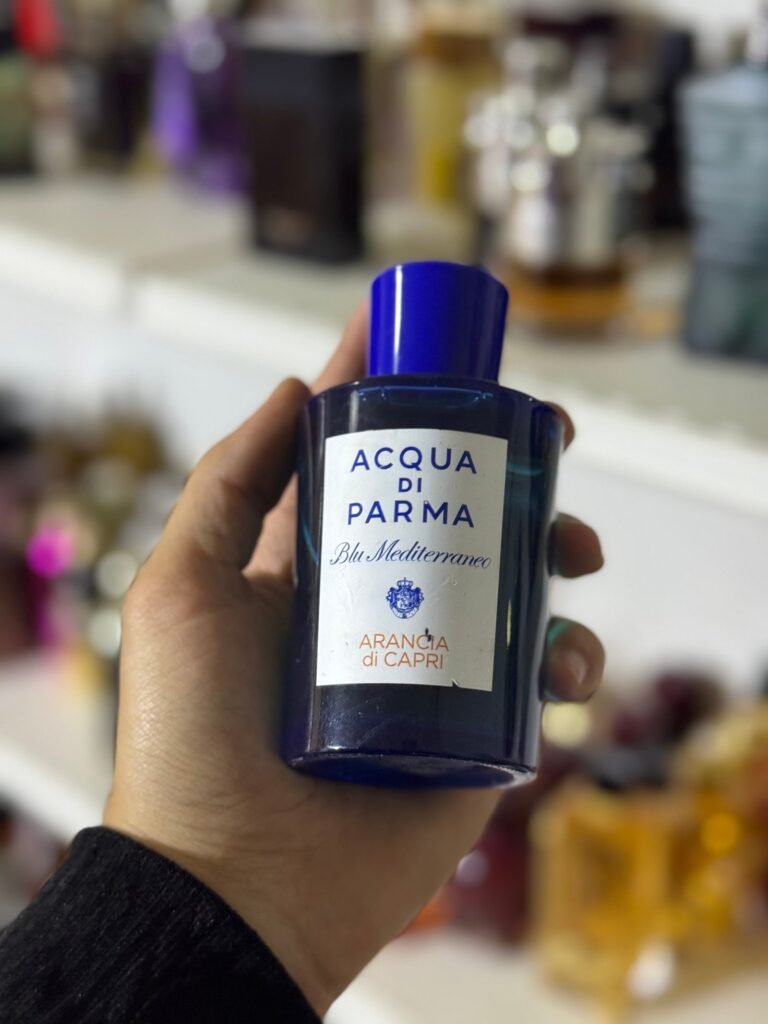 ACQUA
DI
PARMA
Blu Mediterraneo
ARANCIA
di CAPRI